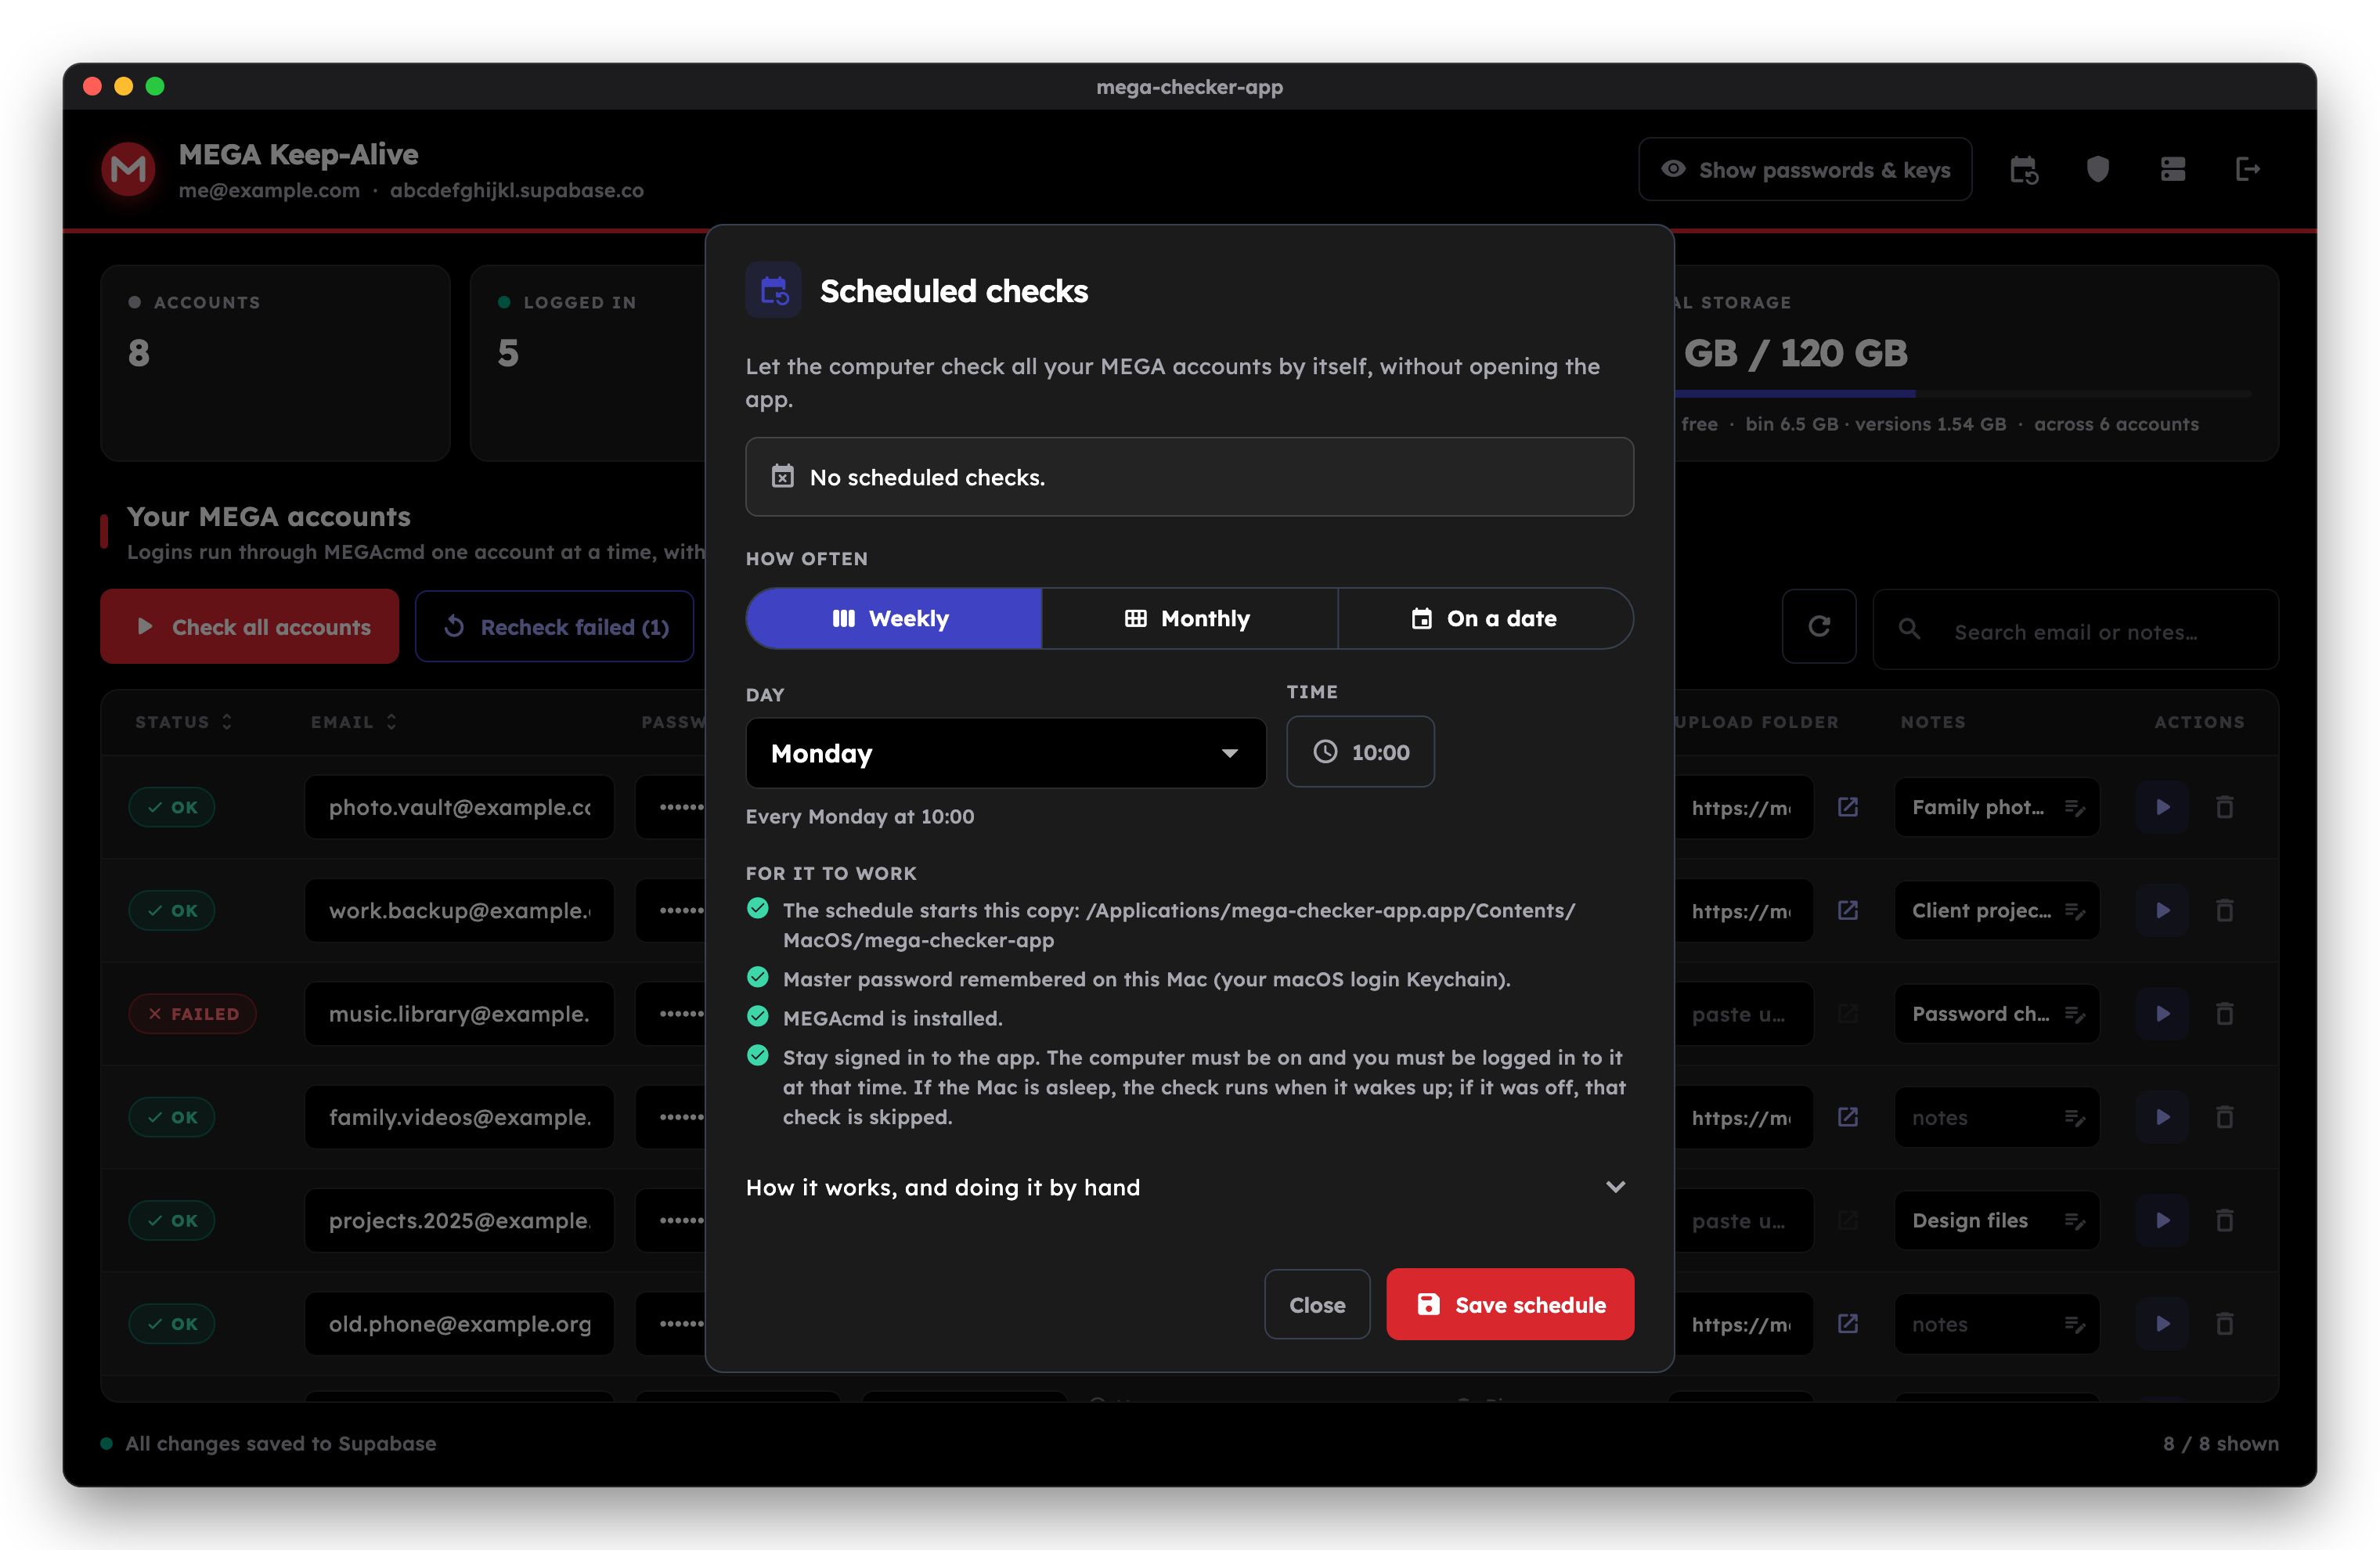 mega-checker-app
MEGA Keep-Alive
me@example.com · abcdefghijkl.supabase.co
Show passwords & keys
ACCOUNTS
8
LOGGED IN
5
AL STORAGE
GB / 120 GB
free · bin 6.5 GB · versions 1.54 GB · across 6 accounts
Your MEGA accounts
Logins run through MEGAcmd one account at a time, with
Check all accounts
Recheck failed (1)
Search email or notes…
STATUS EMAIL PASSW UPLOAD FOLDER NOTES ACTIONS
OK photo.vault@example.co •••••• https://m Family phot…
OK work.backup@example. •••••• https://m Client projec…
FAILED music.library@example. •••••• paste u… Password ch…
OK family.videos@example. •••••• https://m notes
OK projects.2025@example. •••••• paste u… Design files
OK old.phone@example.org •••••• https://m notes
All changes saved to Supabase
8 / 8 shown
Scheduled checks
Let the computer check all your MEGA accounts by itself, without opening the
app.
No scheduled checks.
HOW OFTEN
Weekly
Monthly
On a date
DAY
TIME
Monday
10:00
Every Monday at 10:00
FOR IT TO WORK
The schedule starts this copy: /Applications/mega-checker-app.app/Contents/
MacOS/mega-checker-app
Master password remembered on this Mac (your macOS login Keychain).
MEGAcmd is installed.
Stay signed in to the app. The computer must be on and you must be logged in to it
at that time. If the Mac is asleep, the check runs when it wakes up; if it was off, that
check is skipped.
How it works, and doing it by hand
Close
Save schedule